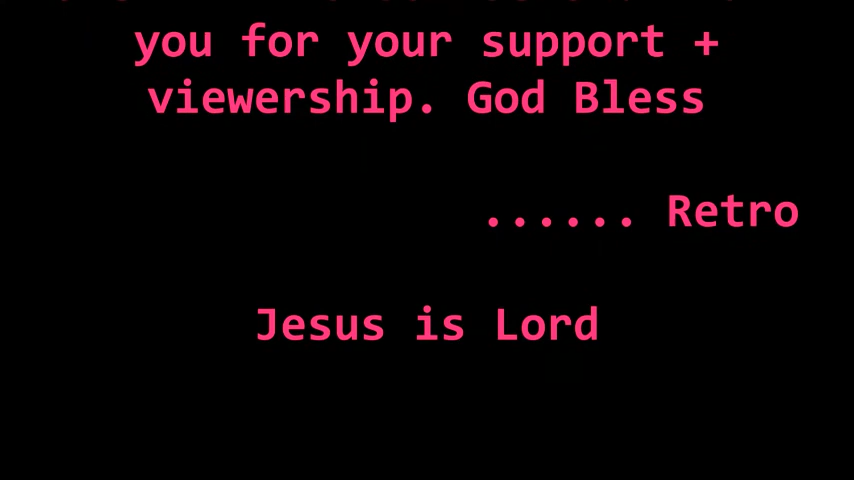 you for your support +
viewership. God Bless
...... Retro
Jesus is Lord